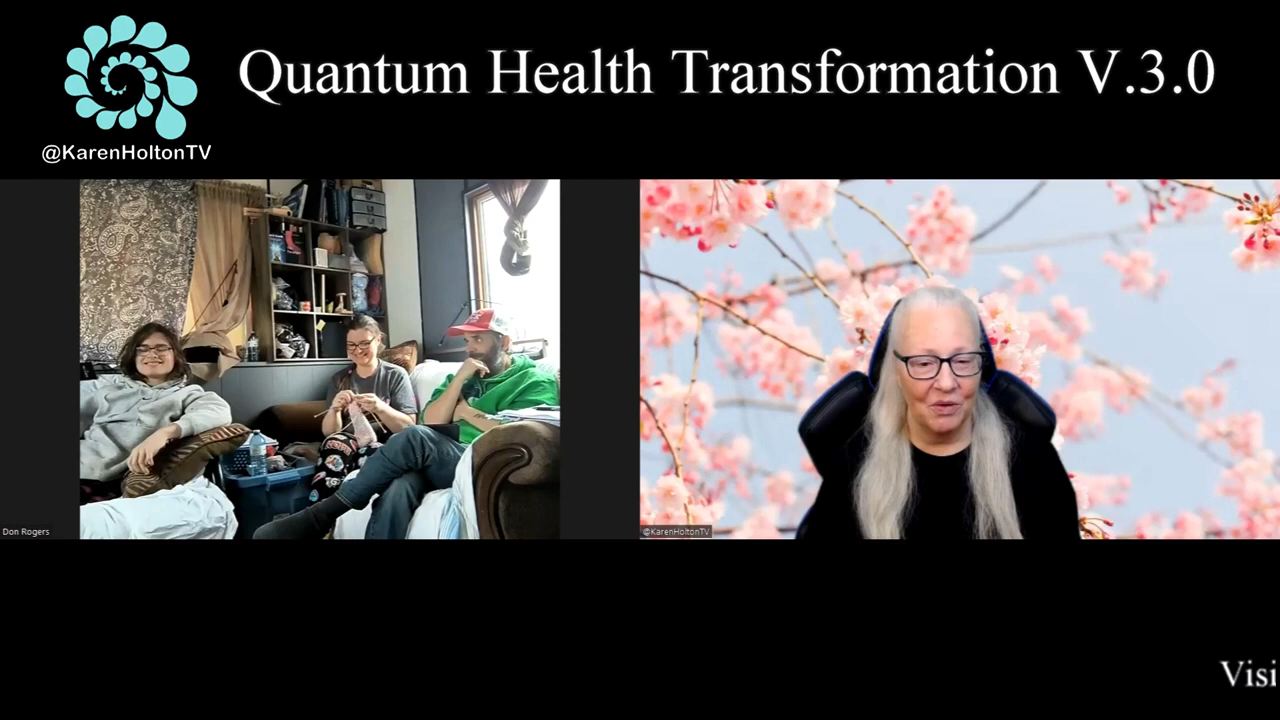 Quantum Health Transformation V.3.0
@KarenHoltonTV
Don Rogers
@KarenHoltonTV
Visi